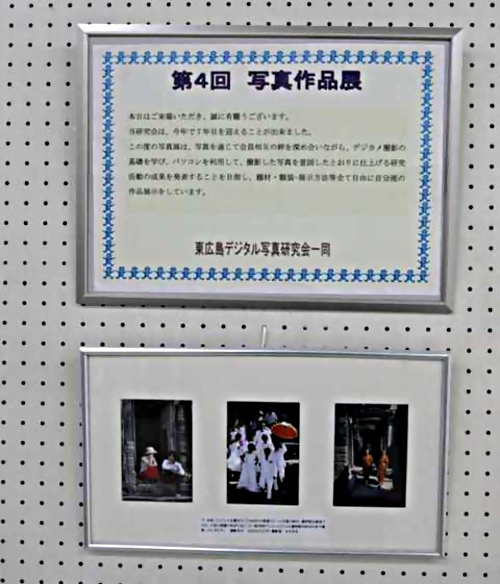 第4回 写真作品展
本日はご来場いただき、誠に有難うございます。
当研究会は、今年で7年目を迎えることが出来ました。
この度の写真展は、写真を通じて会員相互の絆を深め合いながら、デジカメ撮影の
基礎を学び、パソコンを利用して、撮影した写真を意図したとおりに仕上げる研究
活動の成果を発表することを目指し、題材・額装・展示方法等全て自由に自分流の
作品展示をしています。
東広島デジタル写真研究会一同